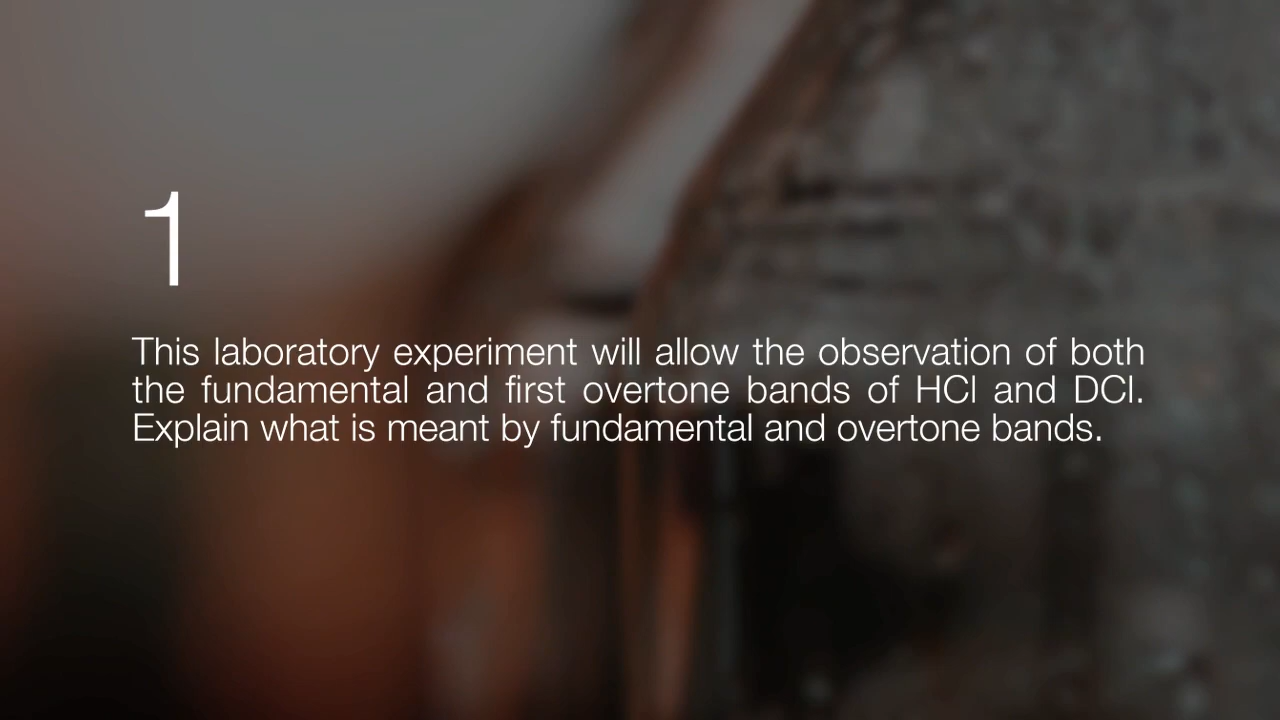 1
This laboratory experiment will allow the observation of both
the fundamental and first overtone bands of HCl and DCl.
Explain what is meant by fundamental and overtone bands.